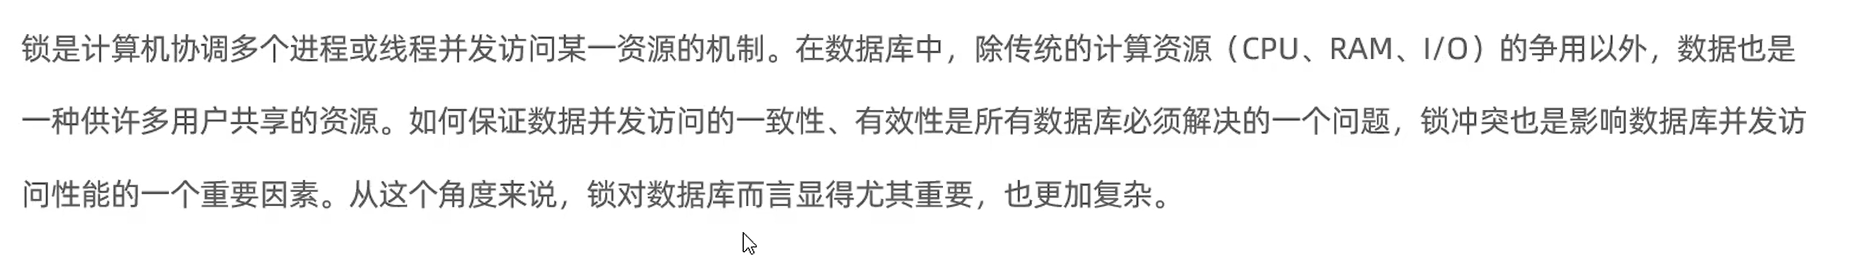 锁是计算机协调多个进程或线程并发访问某一资源的机制。在数据库中，除传统的计算资源（CPU、RAM、I/O）的争用以外，数据也是
一种供许多用户共享的资源。如何保证数据并发访问的一致性、有效性是所有数据库必须解决的一个问题，锁冲突也是影响数据库并发访
问性能的一个重要因素。从这个角度来说，锁对数据库而言显得尤其重要，也更加复杂。